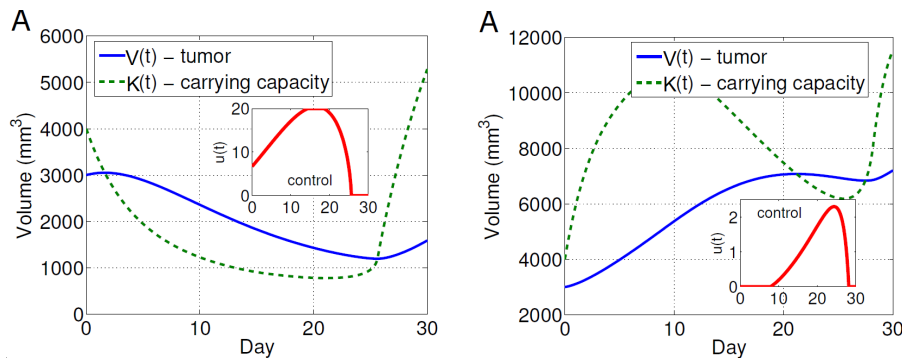 A
6000
5000
4000
3000
2000
1000
0
Volume (mm³)
V(t) – tumor
K(t) – carrying capacity
20
10
0
u(t)
control
0 10 20 30
0 10 20 30
Day
A
12000
10000
8000
6000
4000
2000
Volume (mm³)
V(t) – tumor
K(t) – carrying capacity
2
1
0
u(t)
control
0 10 20 30
0 10 20 30
Day